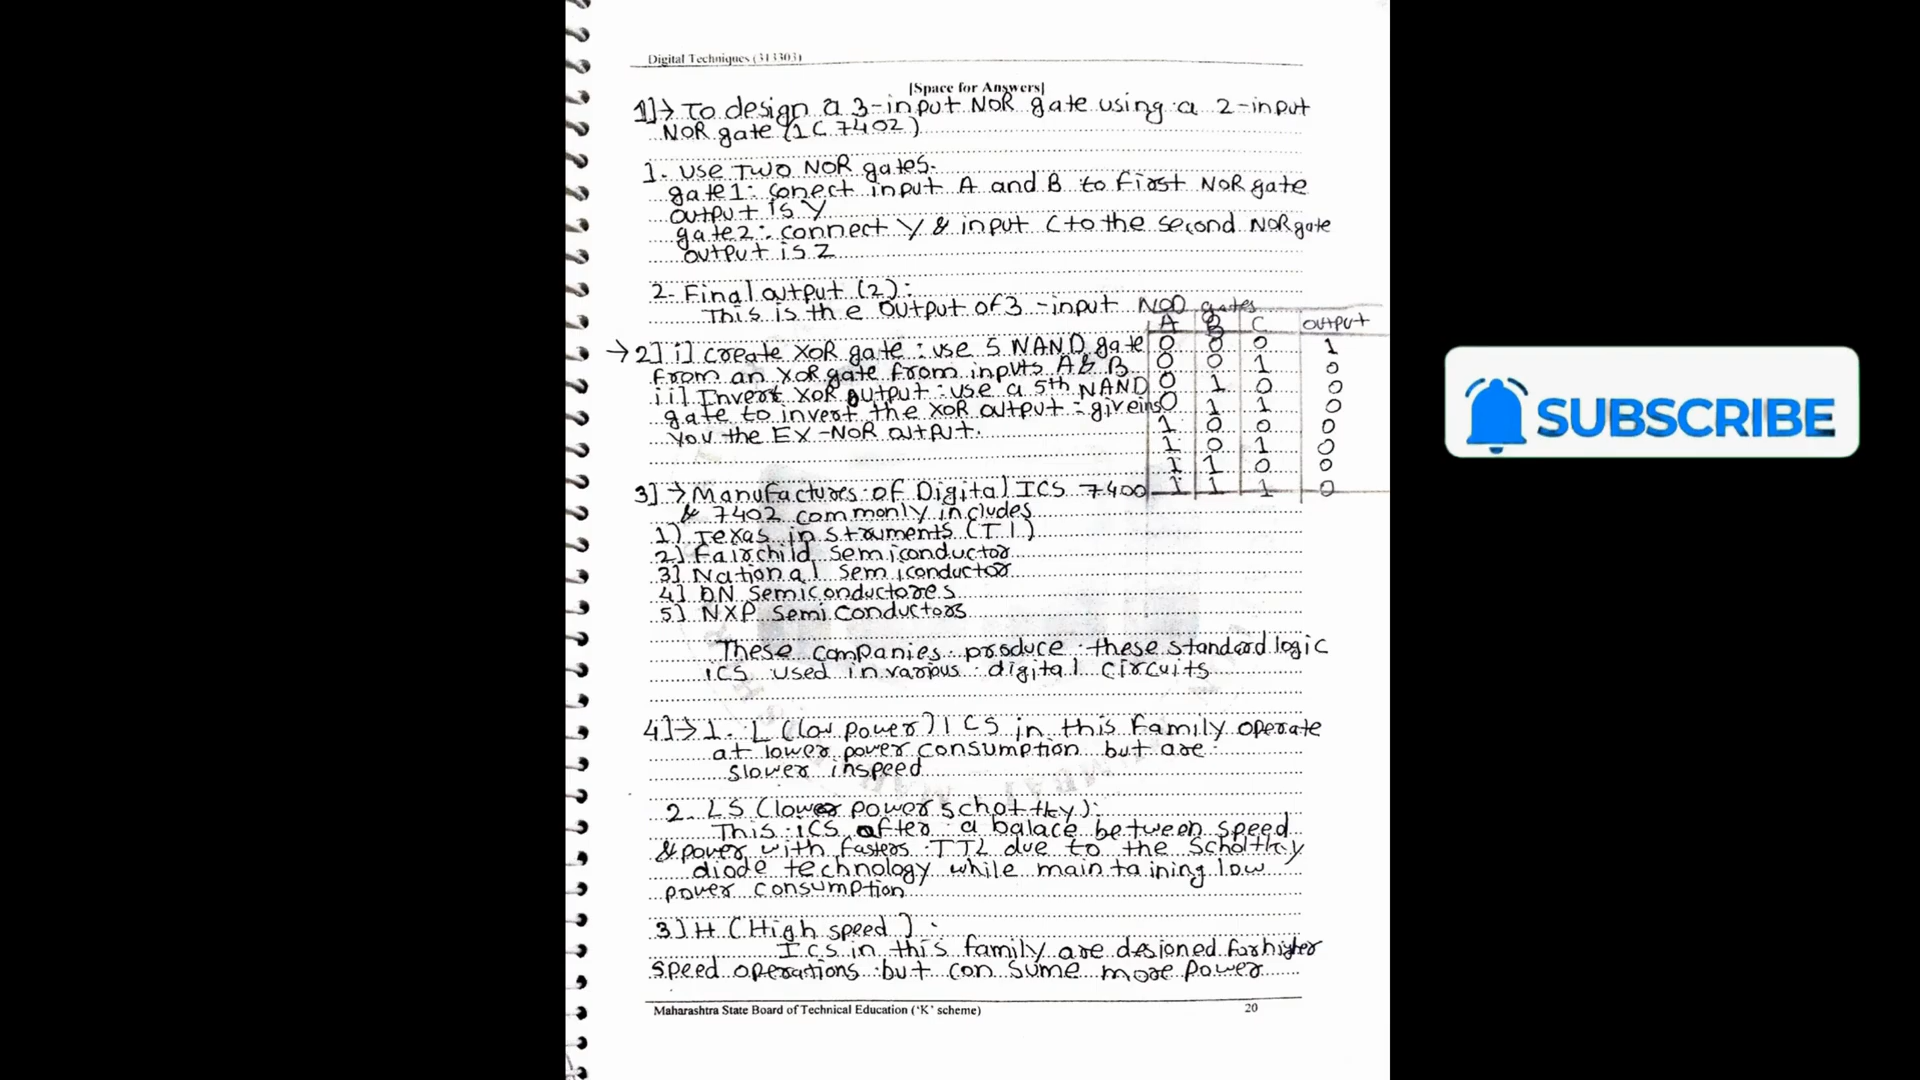 Digital Techniques (313303)
[Space for Answers]
1]→ To design a 3-input NOR gate using a 2-input
NOR gate (IC 7402)
1. Use Two NOR gates.
gate1: conect input A and B to First NOR gate
output is Y
gate2: connect Y & input C to the second NOR gate
output is Z
2- Final output (2):
This is the output of 3-input NOD gates
A B C output
→2] i] create XOR gate: use 5 NAND gate
from an XOR gate from inputs A & B
ii] Invert XOR output: use a 5th NAND
gate to invert the XOR output: giveins
you the EX-NOR output.
0 0 0 1
0 0 1 0
0 1 0 0
0 1 1 0
1 0 0 0
1 0 1 0
1 1 0 0
1 1 1 0
3]→ Manufactures of Digital ICS 7400
& 7402 commonly includes
1) Texas in struments (T I)
2] Fairchild Semiconductor
3] National semiconductor
4] ON Semiconductores
5] NXP Semi conductors
These companies produce these standard logic
ICS used in various digital circuits
4]→ 1. L (low power) ICS in this family operate
at lower power consumption but are
slower inspeed
2. LS (lower power schottky):
This ICS after a balace between speed
& power with fasters TTL due to the Schottky
diode technology while maintaining low
power consumption
3] H (High speed]:
ICS in this family are desioned for higher
speed operations but con sume more power
Maharashtra State Board of Technical Education ('K' scheme)
20
SUBSCRIBE